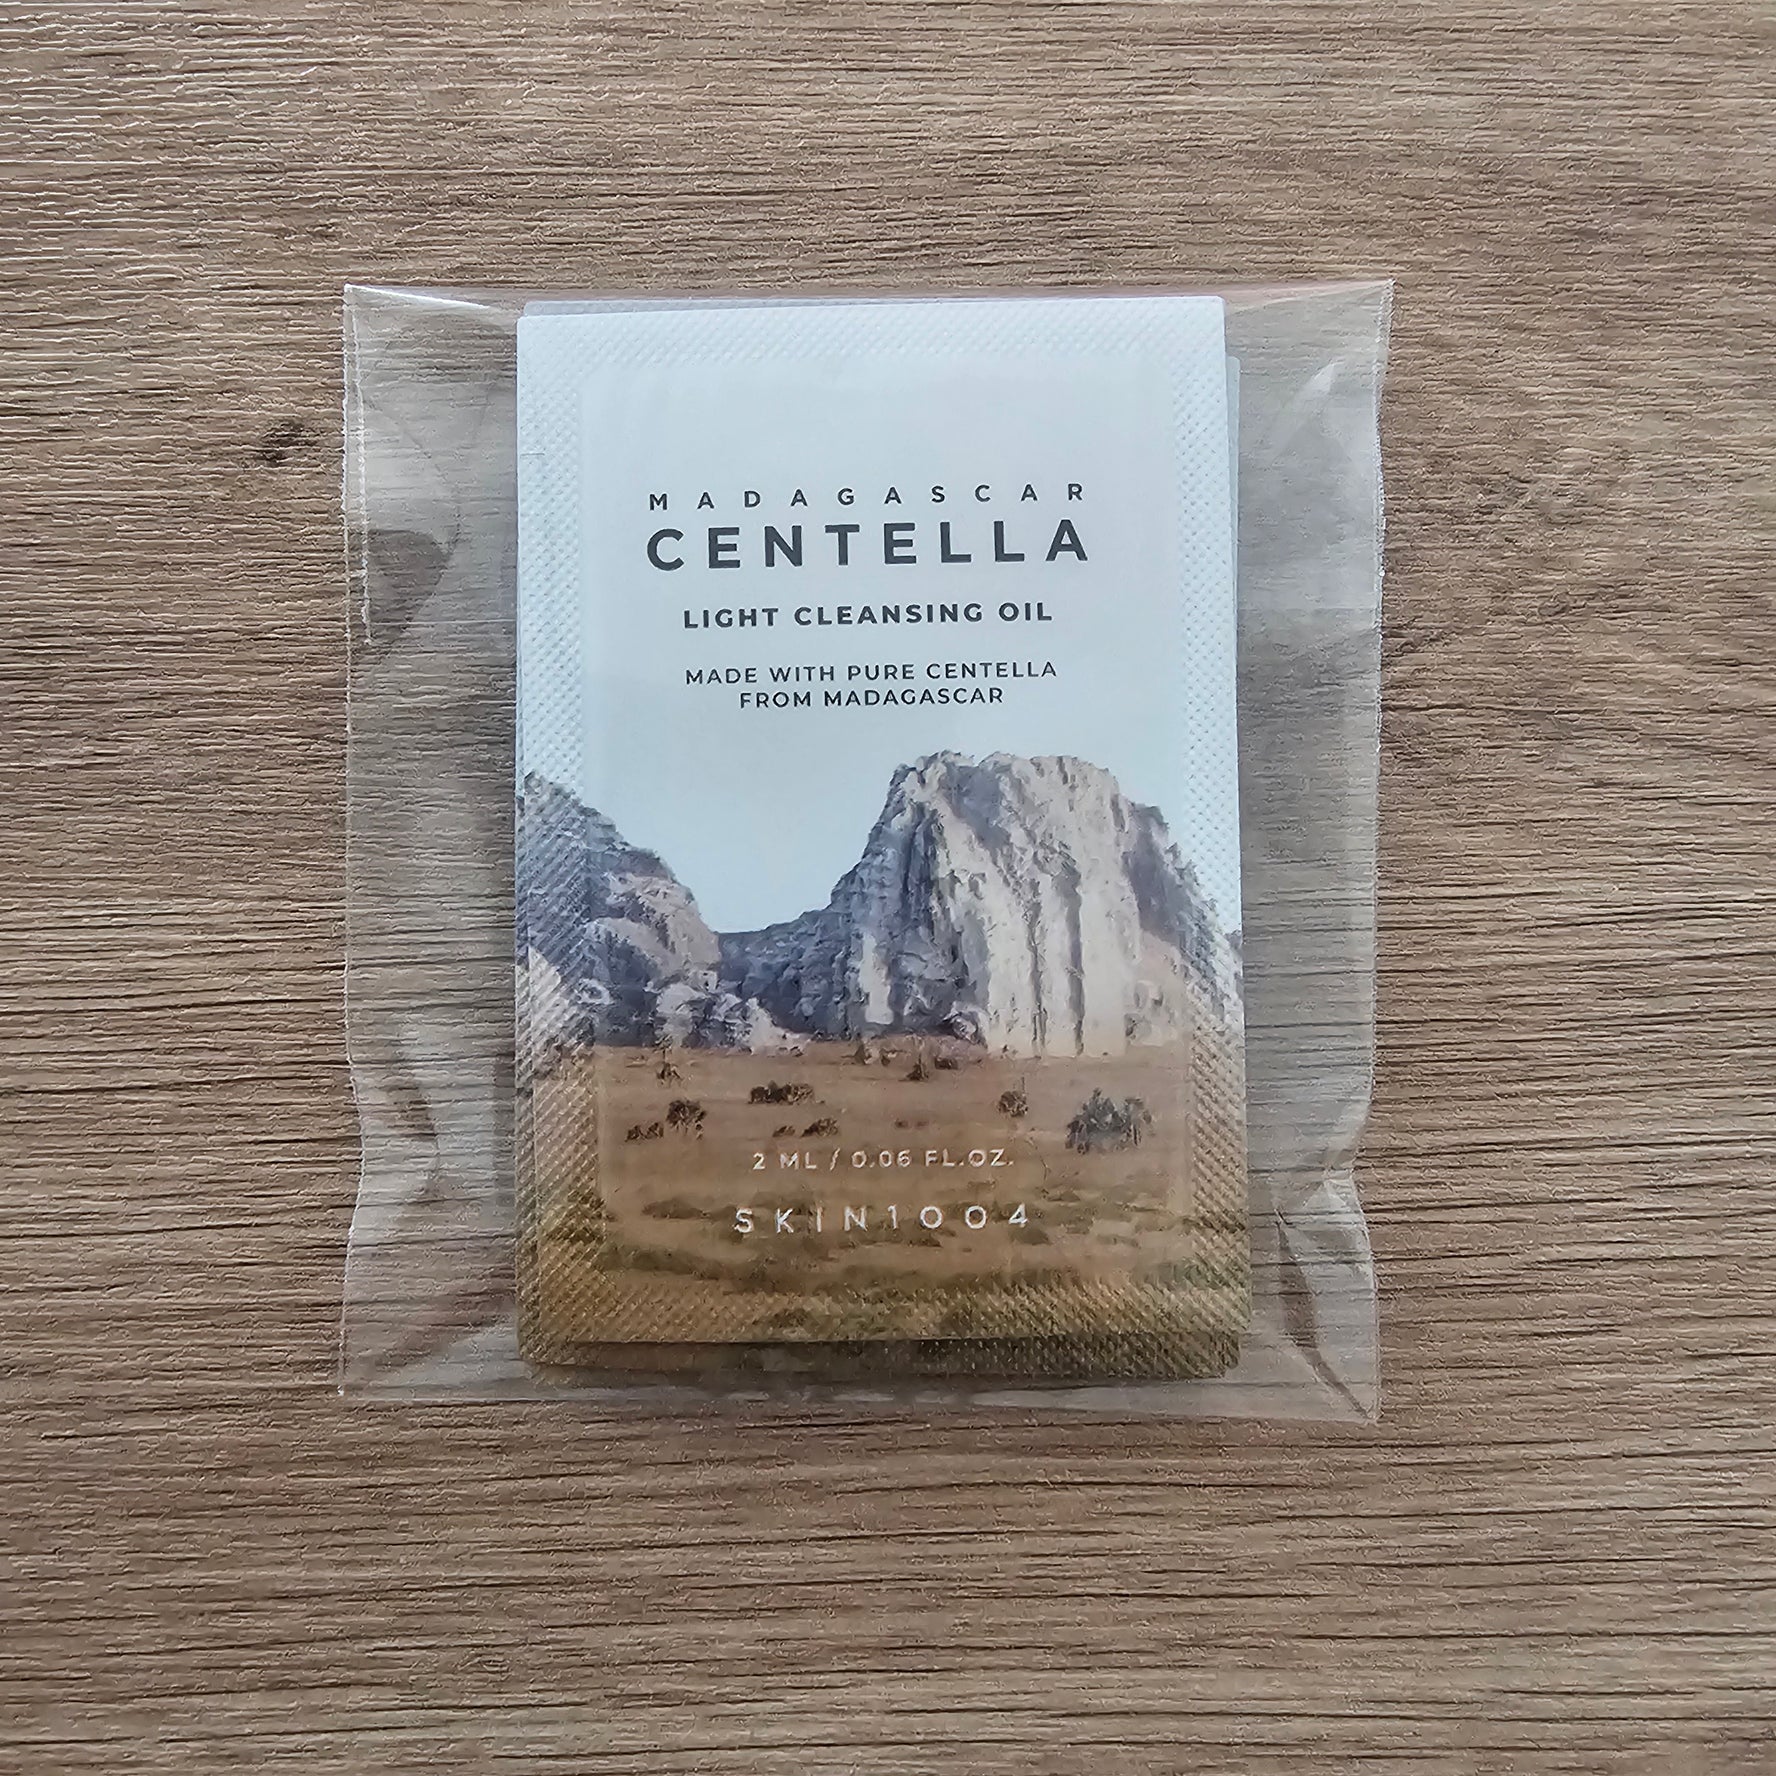 MADAGASCAR
CENTELLA
LIGHT CLEANSING OIL
MADE WITH PURE CENTELLA
FROM MADAGASCAR
2 ML / 0.06 FL.OZ.
SKIN1004